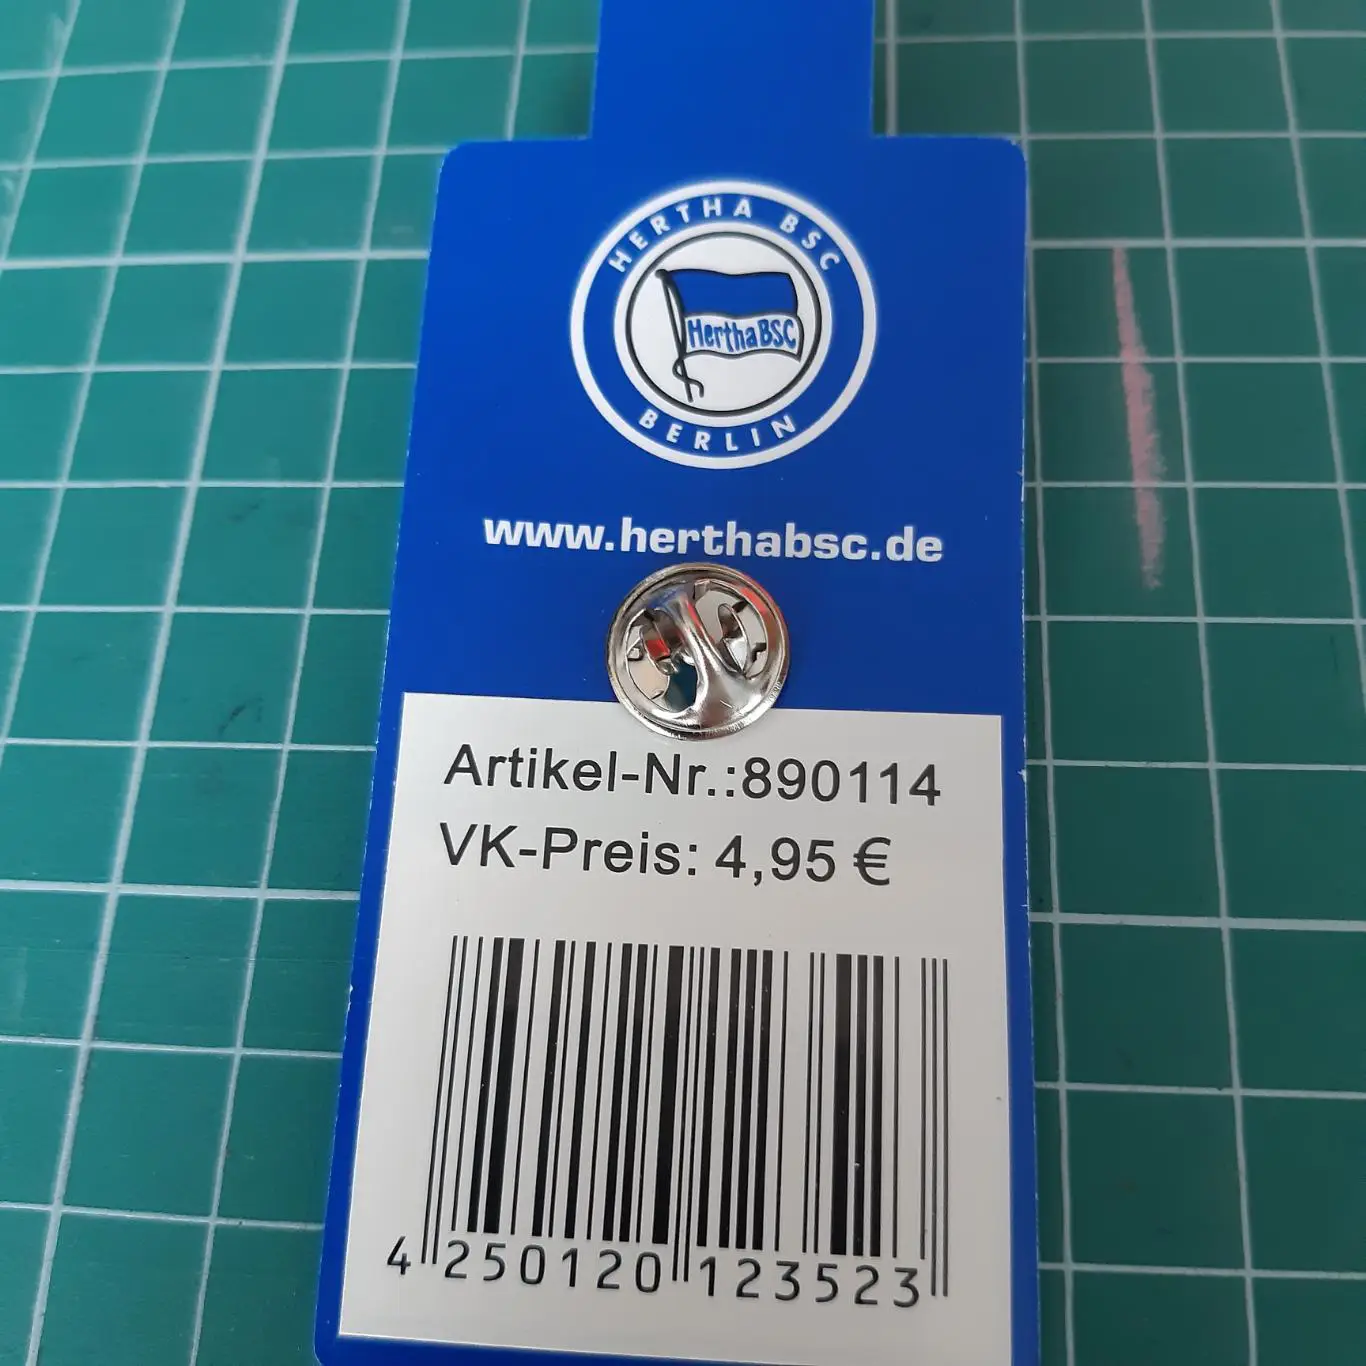 HERTHA BSC
HerthaBSC
BERLIN
www.herthabsc.de
Artikel-Nr.:890114
VK-Preis: 4,95 €
4 250120 123523